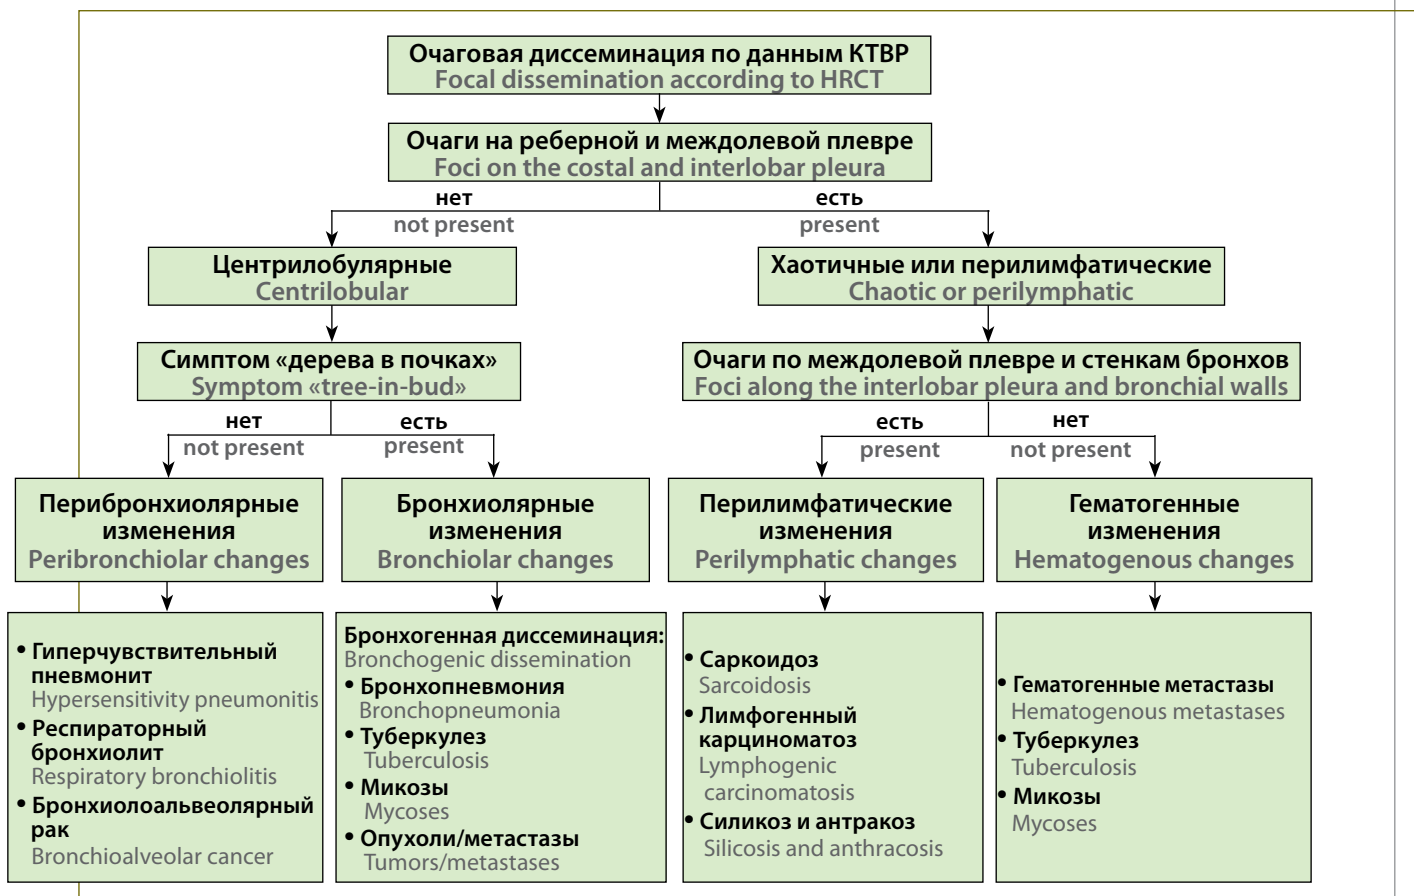 Очаговая диссеминация по данным КТВР
Focal dissemination according to HRCT
Очаги на реберной и междолевой плевре
Foci on the costal and interlobar pleura
нет
not present
есть
present
Центрилобулярные
Centrilobular
Хаотичные или перилимфатические
Chaotic or perilymphatic
Симптом «дерева в почках»
Symptom «tree-in-bud»
Очаги по междолевой плевре и стенкам бронхов
Foci along the interlobar pleura and bronchial walls
нет
not present
есть
present
есть
present
нет
not present
Перибронхиолярные
изменения
Peribronchiolar changes
Бронхиолярные
изменения
Bronchiolar changes
Перилимфатические
изменения
Perilymphatic changes
Гематогенные
изменения
Hematogenous changes
• Гиперчувствительный
пневмонит
Hypersensitivity pneumonitis
• Респираторный
бронхиолит
Respiratory bronchiolitis
• Бронхиолоальвеолярный
рак
Bronchioalveolar cancer
Бронхогенная диссеминация:
Bronchogenic dissemination
• Бронхопневмония
Bronchopneumonia
• Туберкулез
Tuberculosis
• Микозы
Mycoses
• Опухоли/метастазы
Tumors/metastases
• Саркоидоз
Sarcoidosis
• Лимфогенный
карциноматоз
Lymphogenic
carcinomatosis
• Силикоз и антракоз
Silicosis and anthracosis
• Гематогенные метастазы
Hematogenous metastases
• Туберкулез
Tuberculosis
• Микозы
Mycoses